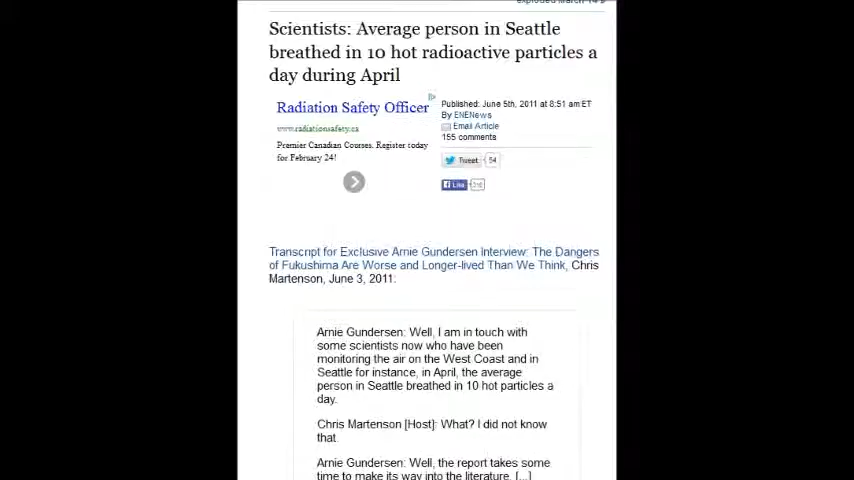 Scientists: Average person in Seattle
breathed in 10 hot radioactive particles a
day during April
Radiation Safety Officer
www.radiationsafety.ca
Premier Canadian Courses. Register today
for February 24!
Published: June 5th, 2011 at 8:51 am ET
By ENENews
Email Article
155 comments
Tweet 54
Like
Transcript for Exclusive Arnie Gundersen Interview: The Dangers
of Fukushima Are Worse and Longer-lived Than We Think, Chris
Martenson, June 3, 2011:
Arnie Gundersen: Well, I am in touch with
some scientists now who have been
monitoring the air on the West Coast and in
Seattle for instance, in April, the average
person in Seattle breathed in 10 hot particles a
day.
Chris Martenson [Host]: What? I did not know
that.
Arnie Gundersen: Well, the report takes some
time to make its way into the literature. [...]